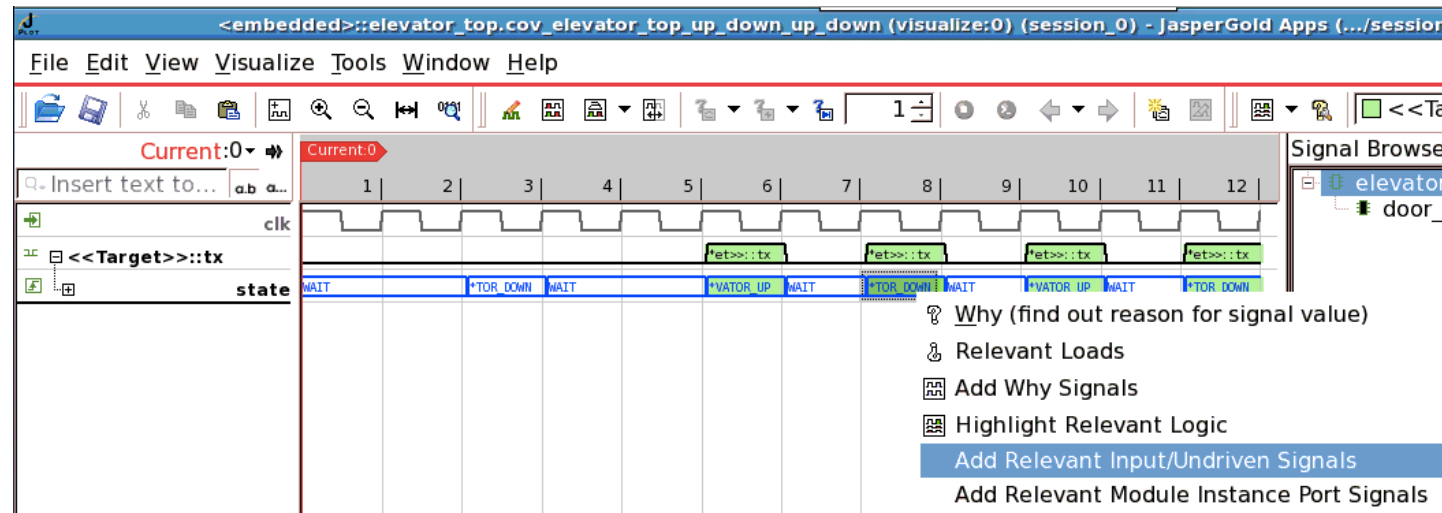 <embedded>::elevator_top.cov_elevator_top_up_down_up_down (visualize:0) (session_0) - JasperGold Apps (.../session
PLOT
File Edit View Visualize Tools Window Help
1
<<Ta
Current:0
Current:0
Signal Browse
Insert text to... a.b a...
1 2 3 4 5 6 7 8 9 10 11 12
elevator
door_
clk
<<Target>>::tx
*et>>::tx *et>>::tx *et>>::tx *et>>::tx
state
WAIT *TOR_DOWN WAIT *VATOR_UP WAIT *TOR_DOWN WAIT *VATOR_UP WAIT *TOR_DOWN
Why (find out reason for signal value)
Relevant Loads
Add Why Signals
Highlight Relevant Logic
Add Relevant Input/Undriven Signals
Add Relevant Module Instance Port Signals